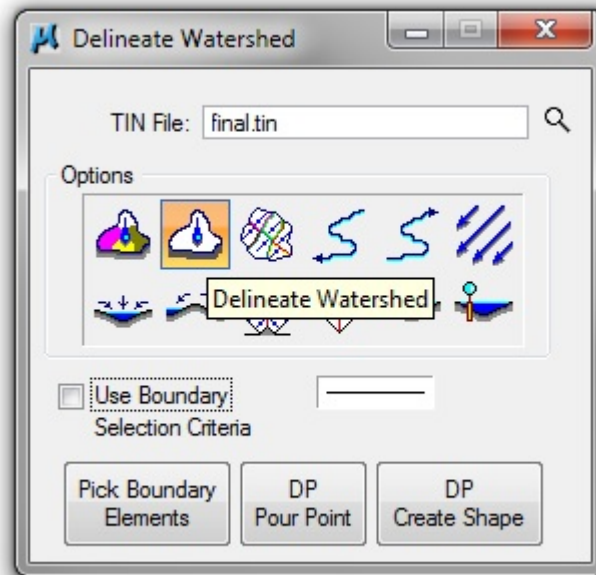 Delineate Watershed
TIN File: final.tin
Options
Delineate Watershed
Use Boundary
Selection Criteria
Pick Boundary
Elements
DP
Pour Point
DP
Create Shape